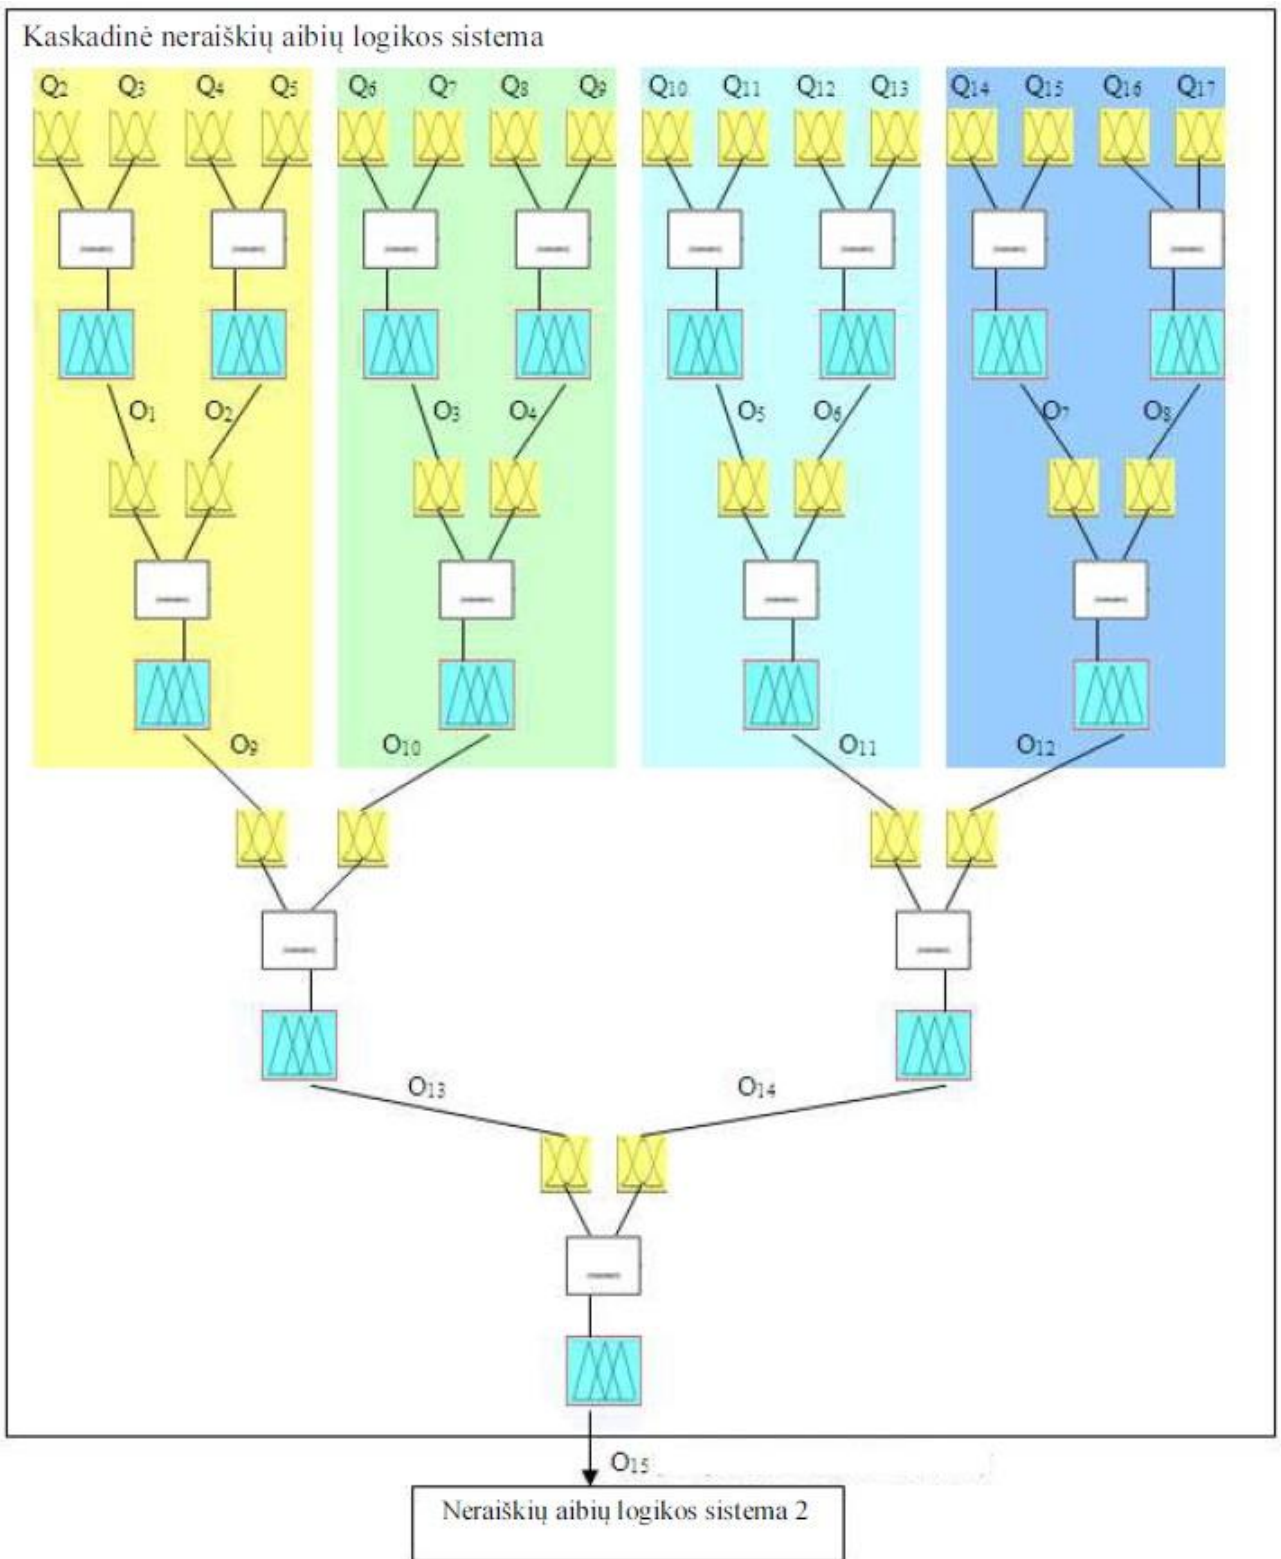 Kaskadinė neraiškių aibių logikos sistema
Q2 Q3 Q4 Q5 Q6 Q7 Q8 Q9 Q10 Q11 Q12 Q13 Q14 Q15 Q16 Q17
O1 O2 O3 O4 O5 O6 O7 O8
O9 O10 O11 O12
O13 O14
O15
Neraiškių aibių logikos sistema 2